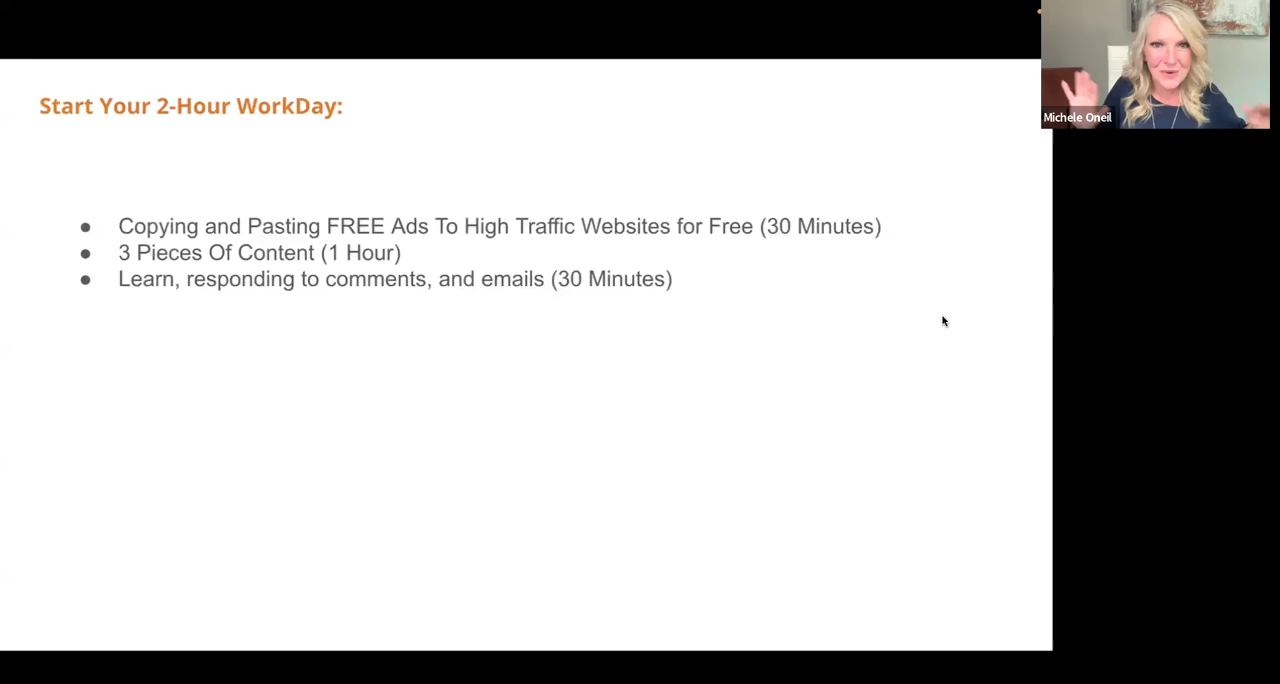 Start Your 2-Hour WorkDay:
Michele Oneil
● Copying and Pasting FREE Ads To High Traffic Websites for Free (30 Minutes)
● 3 Pieces Of Content (1 Hour)
● Learn, responding to comments, and emails (30 Minutes)